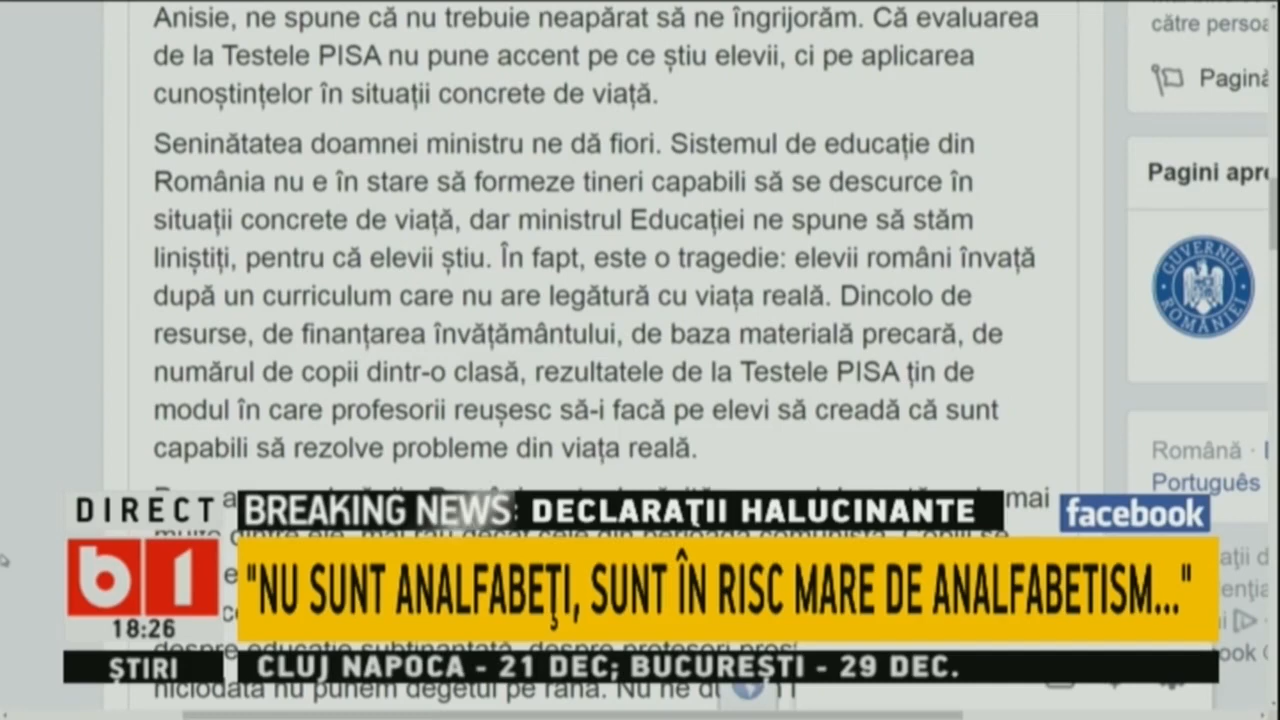 Anisie, ne spune că nu trebuie neapărat să ne îngrijorăm. Că evaluarea
de la Testele PISA nu pune accent pe ce știu elevii, ci pe aplicarea
cunoștințelor în situații concrete de viață.
Seninătatea doamnei ministru ne dă fiori. Sistemul de educație din
România nu e în stare să formeze tineri capabili să se descurce în
situații concrete de viață, dar ministrul Educației ne spune să stăm
liniștiți, pentru că elevii știu. În fapt, este o tragedie: elevii români învață
după un curriculum care nu are legătură cu viața reală. Dincolo de
resurse, de finanțarea învățământului, de baza materială precară, de
numărul de copii dintr-o clasă, rezultatele de la Testele PISA țin de
modul în care profesorii reușesc să-i facă pe elevi să creadă că sunt
capabili să rezolve probleme din viața reală.
mai
niciodată nu punem degetul pe rană. Nu ne
către
Pagină
Pagini
GUVERNUL ROMÂNIEI
Română ·
Português
DIRECT
BREAKING NEWS: DECLARAŢII HALUCINANTE
facebook
b1
"NU SUNT ANALFABEŢI, SUNT ÎN RISC MARE DE ANALFABETISM..."
18:26
ŞTIRI
CLUJ NAPOCA - 21 DEC; BUCUREŞTI - 29 DEC.